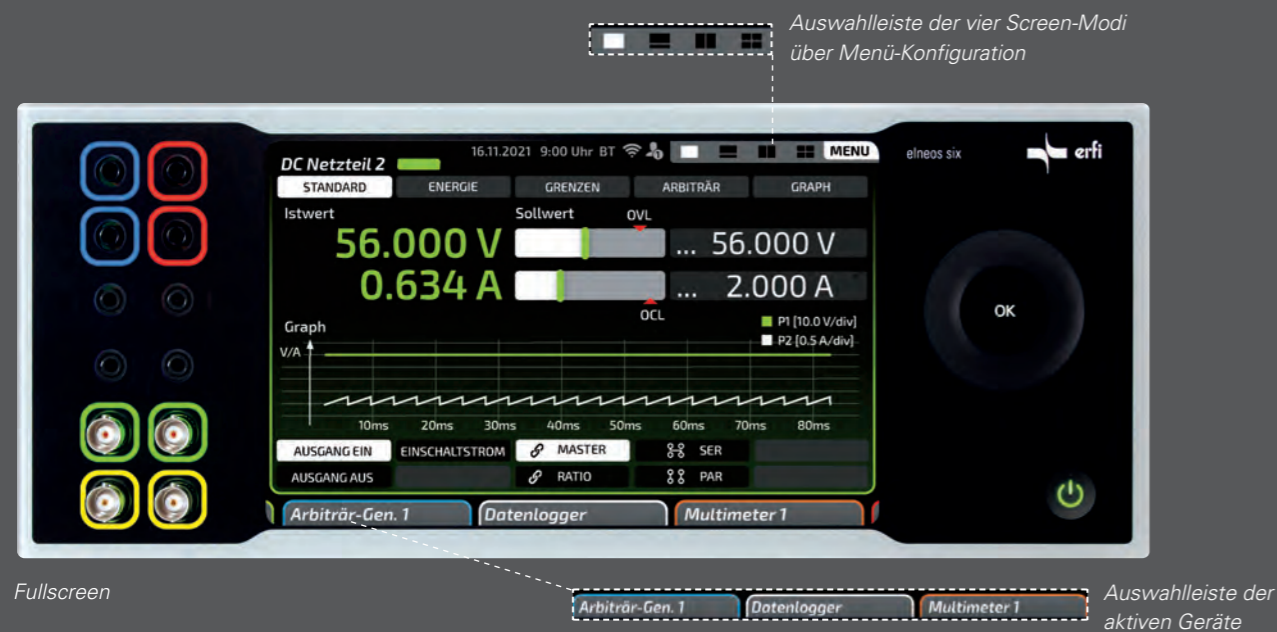 Auswahlleiste der vier Screen-Modi
über Menü-Konfiguration
DC Netzteil 2
16.11.2021 9:00 Uhr BT
MENU
elneos six
erfi
STANDARD
ENERGIE
GRENZEN
ARBITRÄR
GRAPH
Istwert
Sollwert
OVL
56.000 V
... 56.000 V
0.634 A
... 2.000 A
OCL
OK
Graph
P1 [10.0 V/div]
P2 [0.5 A/div]
V/A
10ms 20ms 30ms 40ms 50ms 60ms 70ms 80ms
AUSGANG EIN
EINSCHALTSTROM
MASTER
SER
AUSGANG AUS
RATIO
PAR
Arbiträr-Gen. 1
Datenlogger
Multimeter 1
Fullscreen
Arbiträr-Gen. 1
Datenlogger
Multimeter 1
Auswahlleiste der
aktiven Geräte